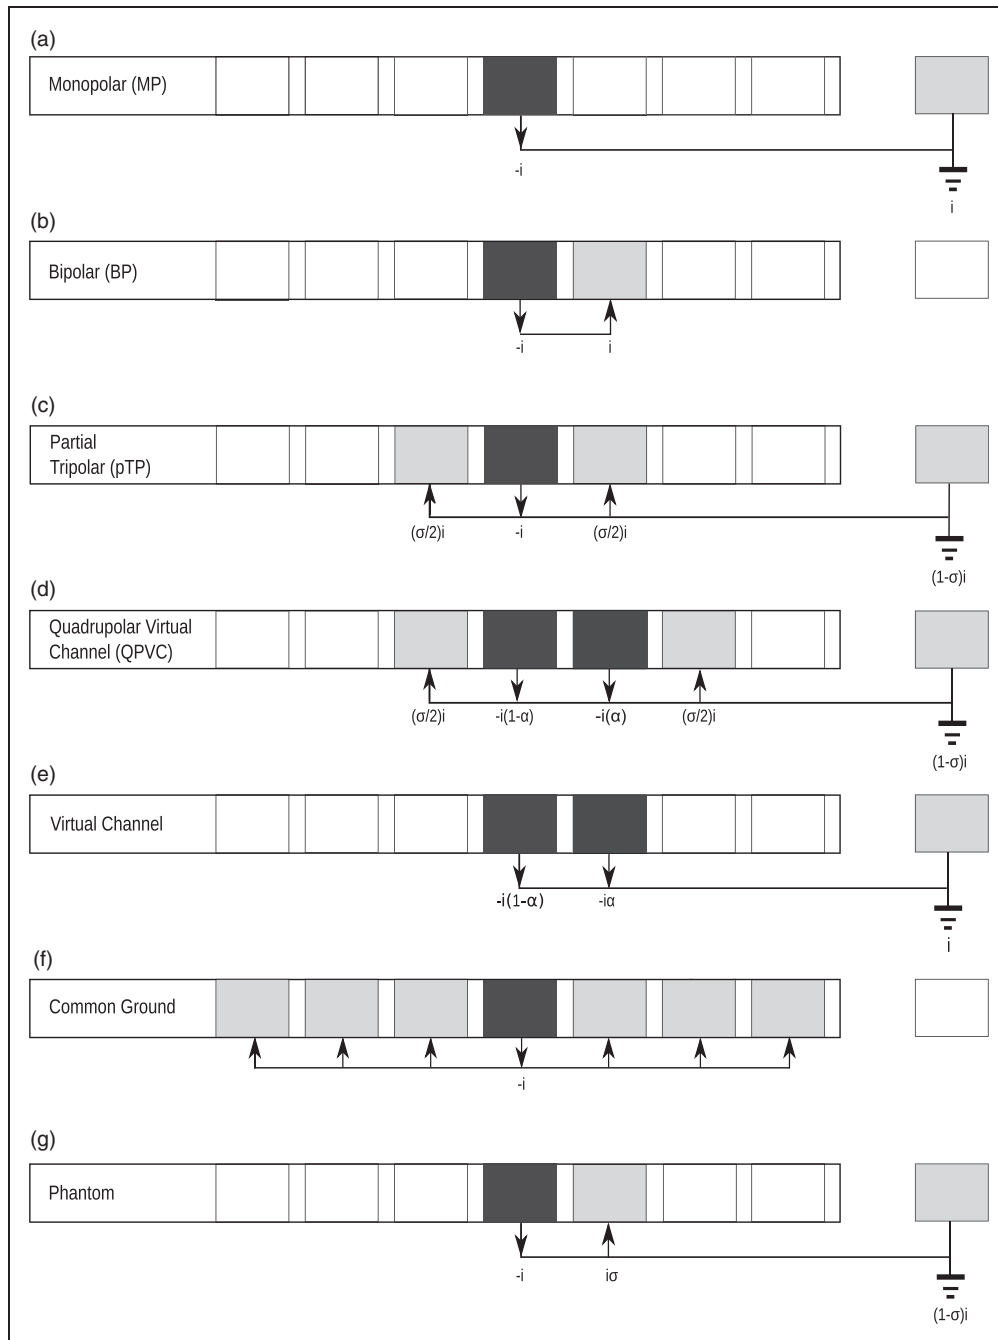 (a)
Monopolar (MP)
-i
i
(b)
Bipolar (BP)
-i i
(c)
Partial
Tripolar (pTP)
(σ/2)i -i (σ/2)i
(1-σ)i
(d)
Quadrupolar Virtual
Channel (QPVC)
(σ/2)i -i(1-α) -i(α) (σ/2)i
(1-σ)i
(e)
Virtual Channel
-i(1-α) -iα
i
(f)
Common Ground
-i
(g)
Phantom
-i iσ
(1-σ)i